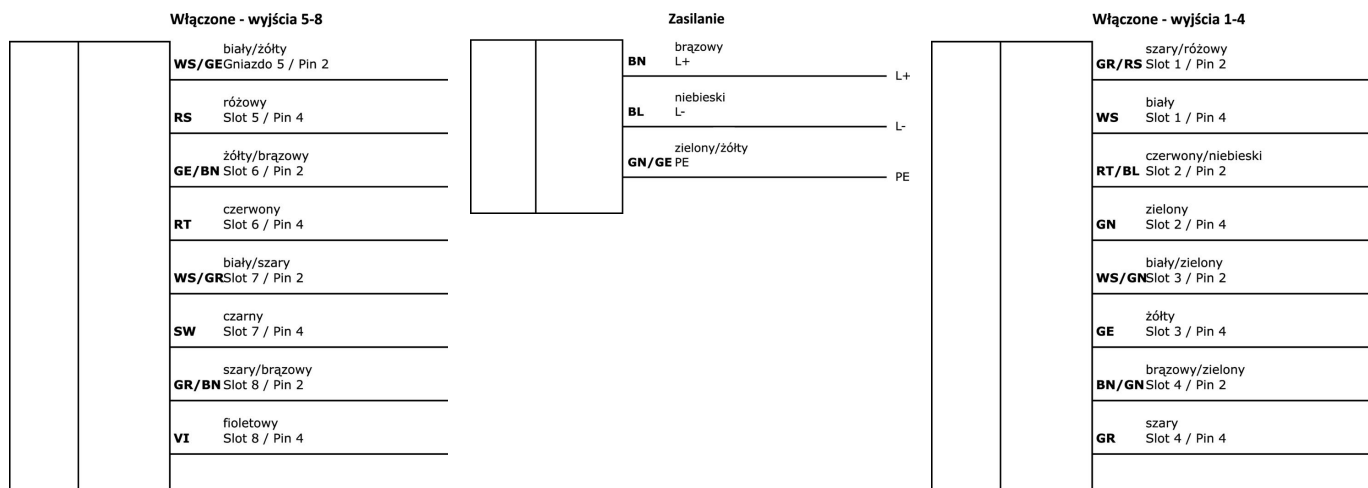 Włączone - wyjścia 5-8
biały/żółty
WS/GE Gniazdo 5 / Pin 2
różowy
RS Slot 5 / Pin 4
żółty/brązowy
GE/BN Slot 6 / Pin 2
czerwony
RT Slot 6 / Pin 4
biały/szary
WS/GR Slot 7 / Pin 2
czarny
SW Slot 7 / Pin 4
szary/brązowy
GR/BN Slot 8 / Pin 2
fioletowy
VI Slot 8 / Pin 4
Zasilanie
brązowy
BN L+
L+
niebieski
BL L-
L-
zielony/żółty
GN/GE PE
PE
Włączone - wyjścia 1-4
szary/różowy
GR/RS Slot 1 / Pin 2
biały
WS Slot 1 / Pin 4
czerwony/niebieski
RT/BL Slot 2 / Pin 2
zielony
GN Slot 2 / Pin 4
biały/zielony
WS/GN Slot 3 / Pin 2
żółty
GE Slot 3 / Pin 4
brązowy/zielony
BN/GN Slot 4 / Pin 2
szary
GR Slot 4 / Pin 4